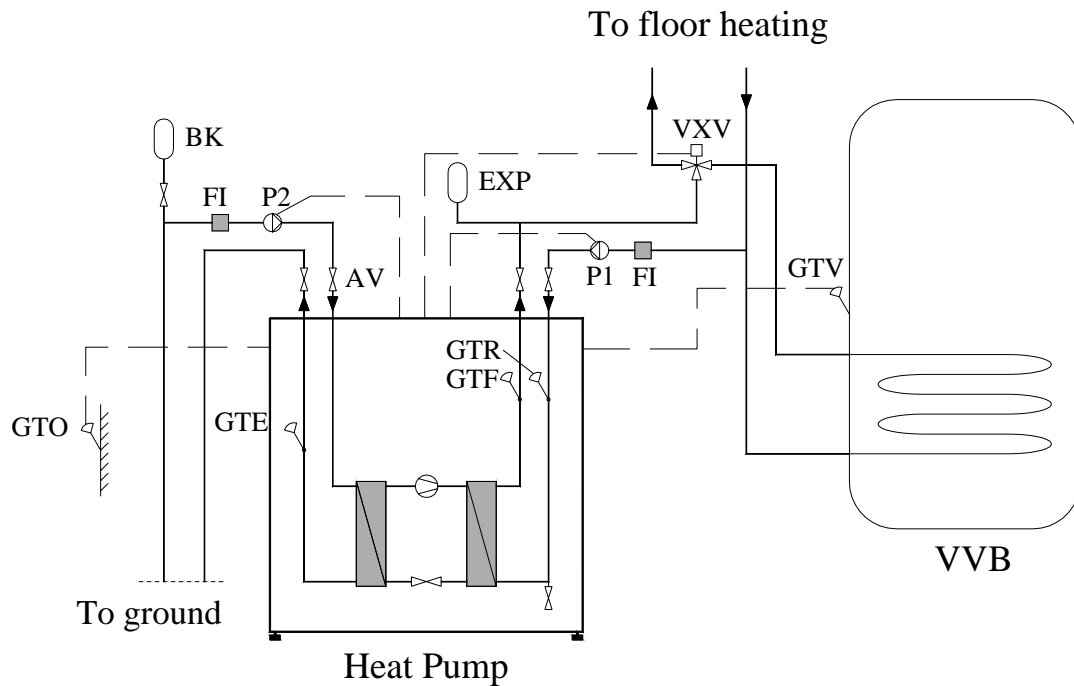 To floor heating
BK
VXV
FI
P2
EXP
AV
P1
FI
GTV
GTR
GTF
GTO
GTE
VVB
To ground
Heat Pump